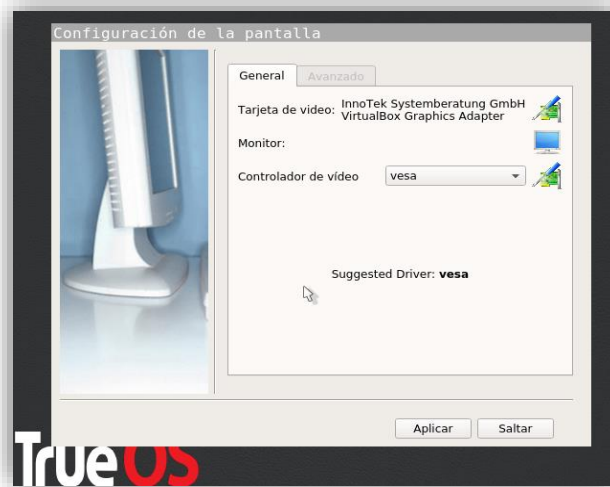 Configuración de la pantalla
General Avanzado
Tarjeta de video: InnoTek Systemberatung GmbH
VirtualBox Graphics Adapter
Monitor:
Controlador de vídeo vesa
Suggested Driver: vesa
Aplicar Saltar
TrueOS